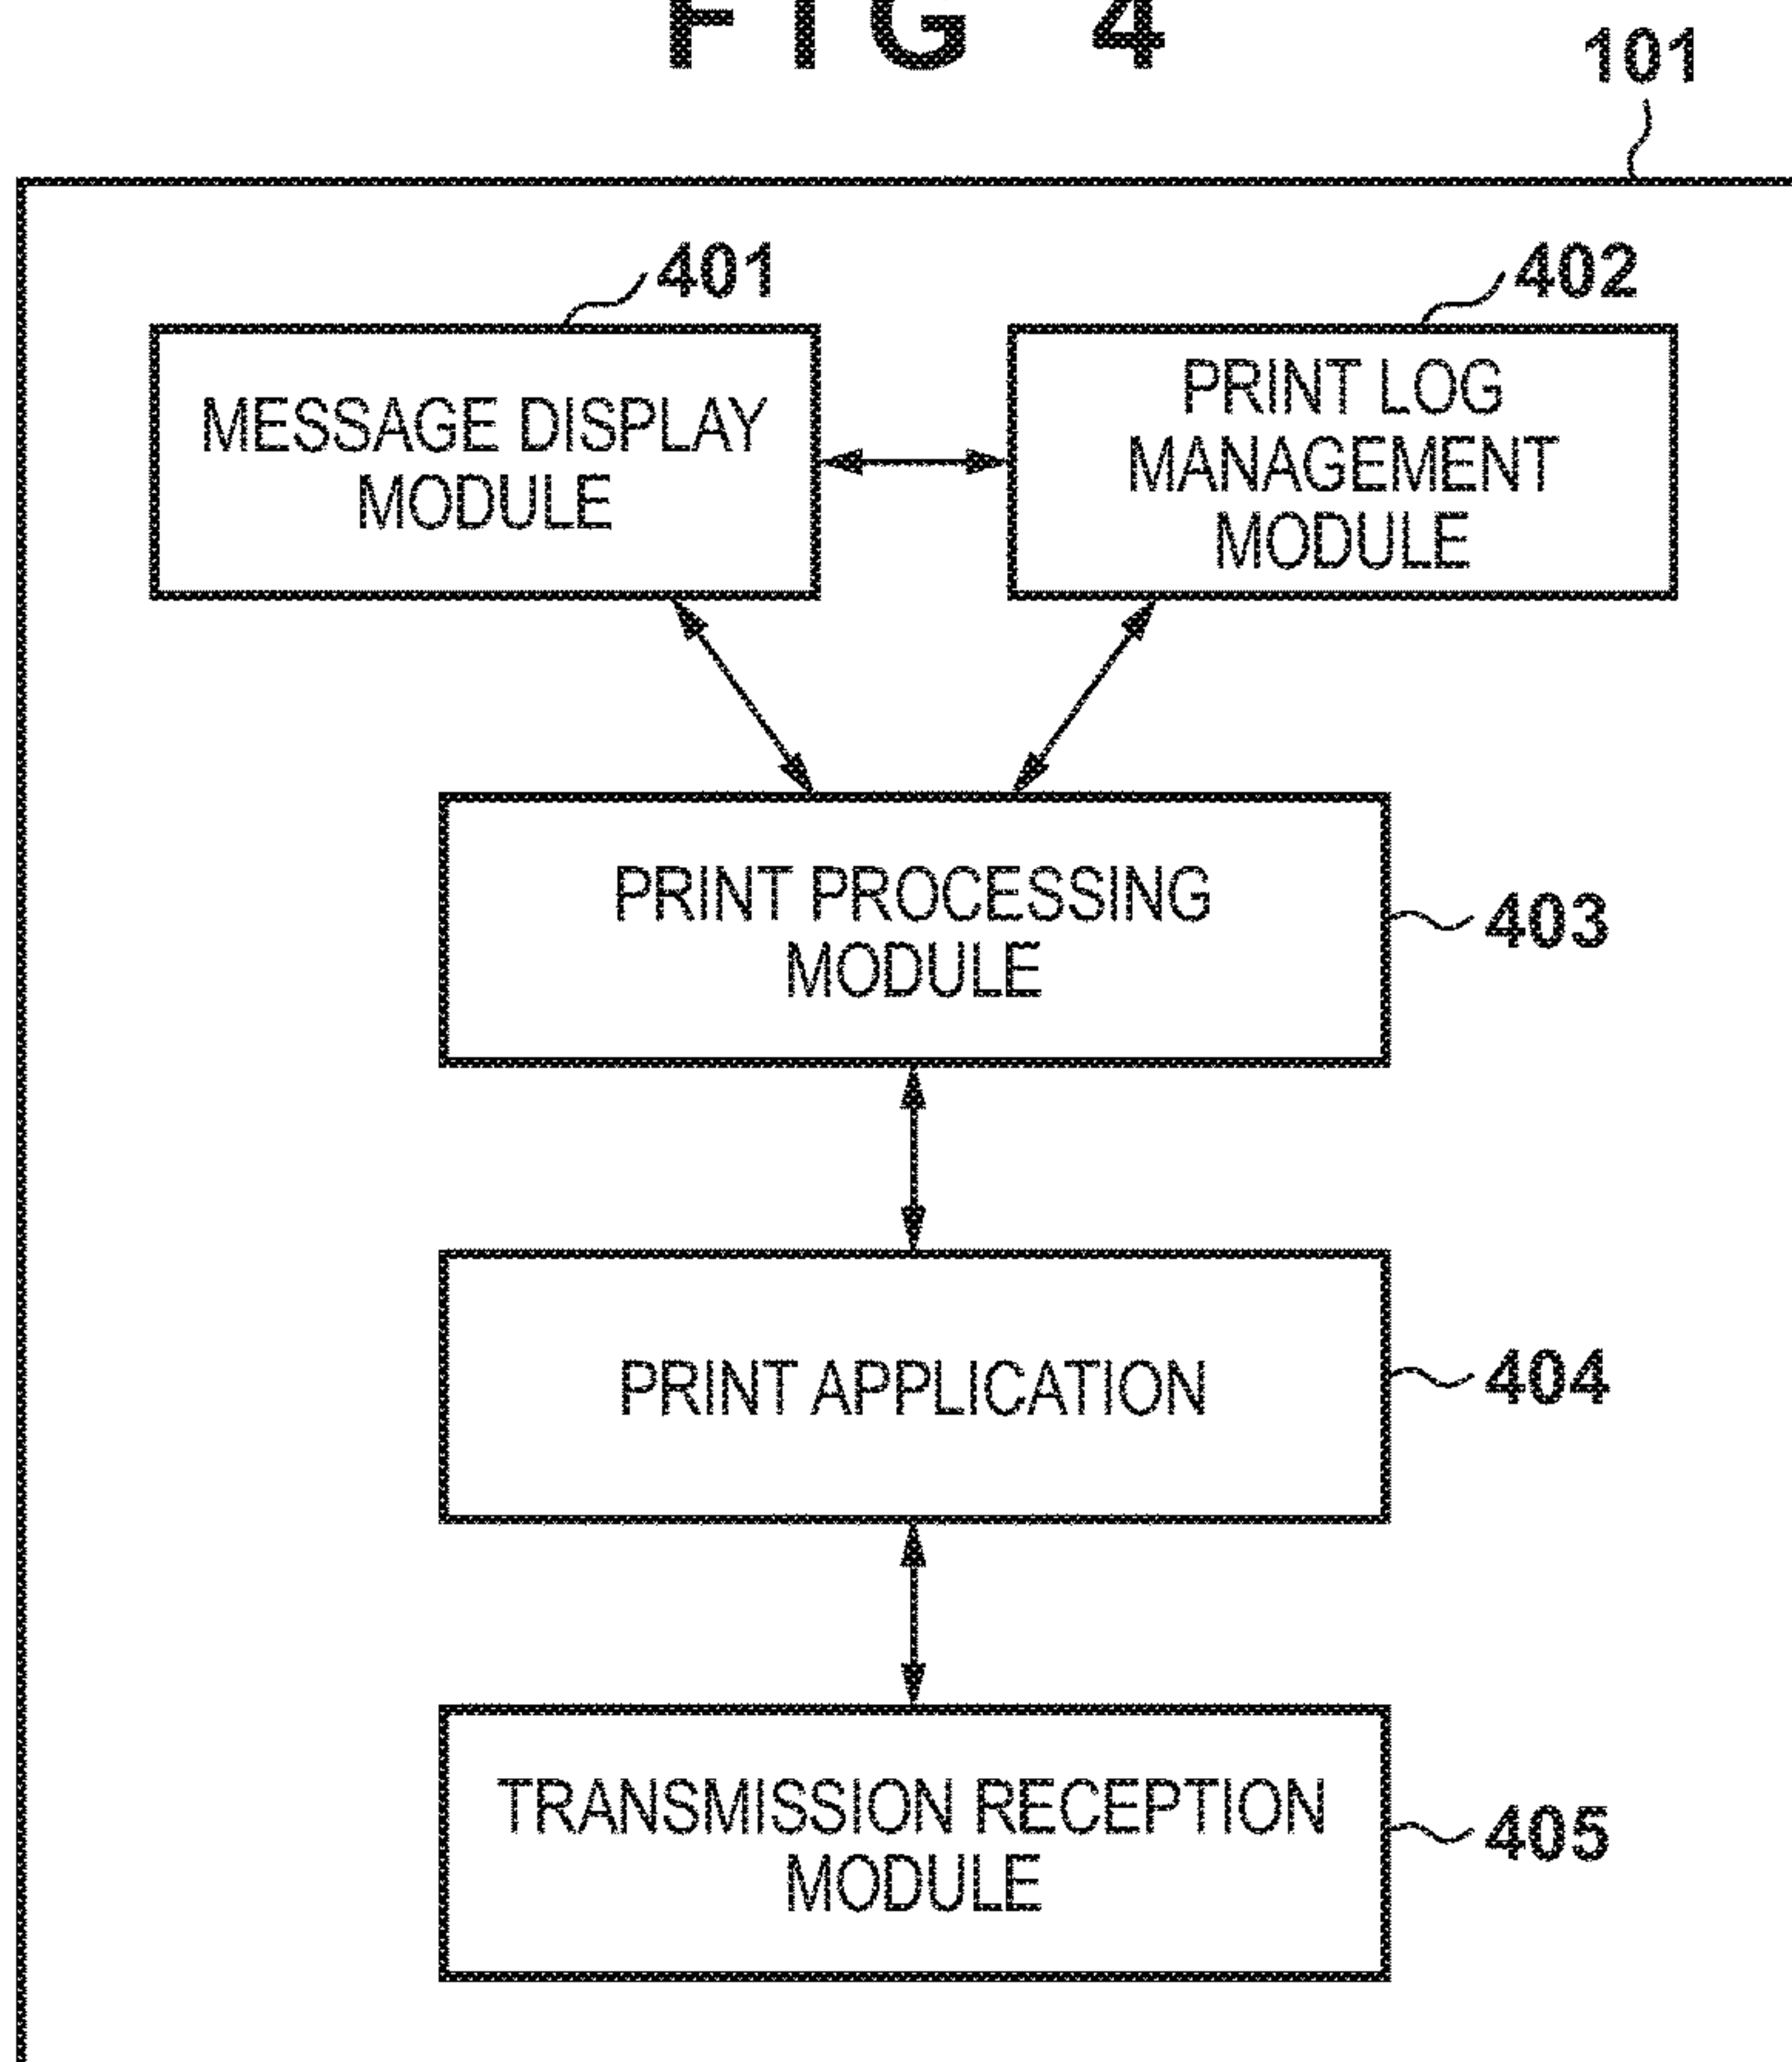 FIG 4
101
401
402
MESSAGE DISPLAY
MODULE
PRINT LOG
MANAGEMENT
MODULE
PRINT PROCESSING
MODULE
403
PRINT APPLICATION
404
TRANSMISSION RECEPTION
MODULE
405